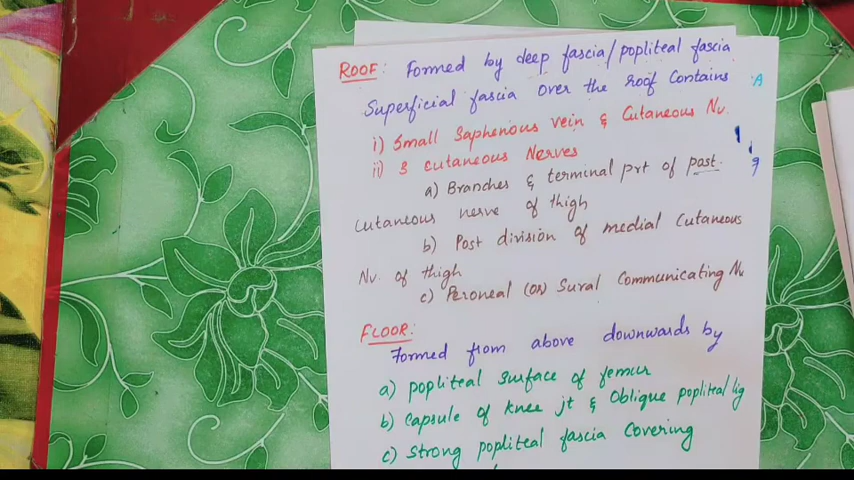 ROOF: Formed by deep fascia/popliteal fascia
Superficial fascia over the roof Contains
i) Small Saphenous vein & Cutaneous Nv.
ii) 3 cutaneous Nerves
a) Branches & terminal prt of post.
cutaneous nerve of thigh
b) Post division of medial Cutaneous
Nv. of thigh
c) Peroneal (or) Sural Communicating Nv
FLOOR:
Formed from above downwards by
a) popliteal surface of femur
b) Capsule of knee jt & Oblique popliteal lig
c) Strong popliteal fascia Covering
A